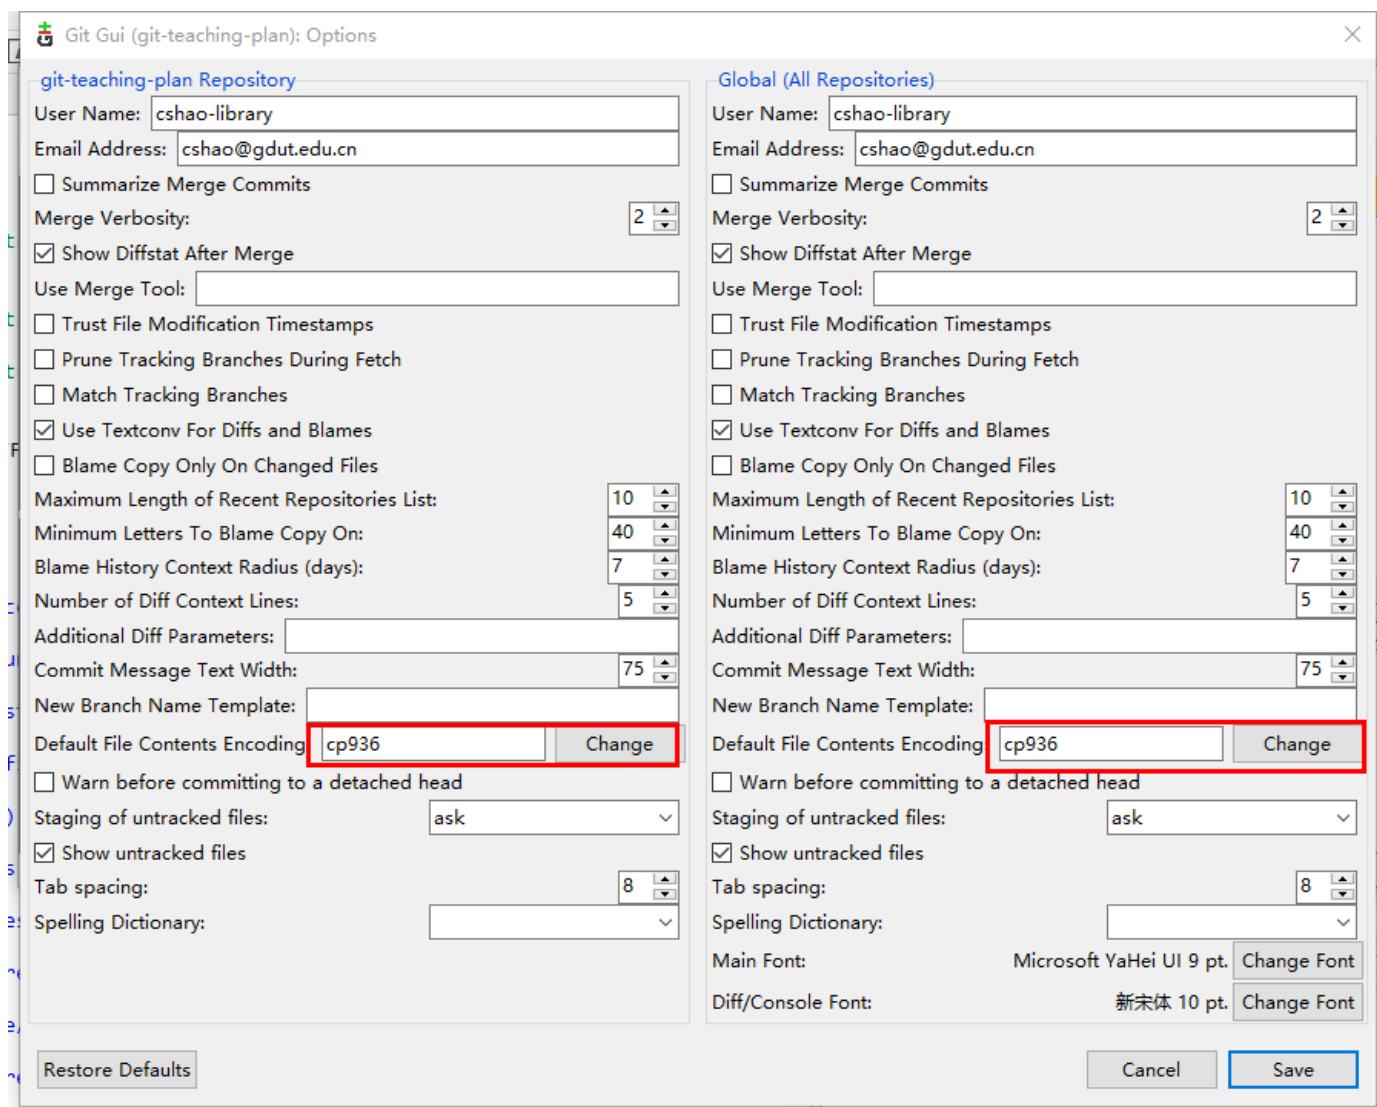 Git Gui (git-teaching-plan): Options
git-teaching-plan Repository
User Name: cshao-library
Email Address: cshao@gdut.edu.cn
Summarize Merge Commits
Merge Verbosity: 2
Show Diffstat After Merge
Use Merge Tool:
Trust File Modification Timestamps
Prune Tracking Branches During Fetch
Match Tracking Branches
Use Textconv For Diffs and Blames
Blame Copy Only On Changed Files
Maximum Length of Recent Repositories List: 10
Minimum Letters To Blame Copy On: 40
Blame History Context Radius (days): 7
Number of Diff Context Lines: 5
Additional Diff Parameters:
Commit Message Text Width: 75
New Branch Name Template:
Default File Contents Encoding cp936 Change
Warn before committing to a detached head
Staging of untracked files: ask
Show untracked files
Tab spacing: 8
Spelling Dictionary:
Global (All Repositories)
User Name: cshao-library
Email Address: cshao@gdut.edu.cn
Summarize Merge Commits
Merge Verbosity: 2
Show Diffstat After Merge
Use Merge Tool:
Trust File Modification Timestamps
Prune Tracking Branches During Fetch
Match Tracking Branches
Use Textconv For Diffs and Blames
Blame Copy Only On Changed Files
Maximum Length of Recent Repositories List: 10
Minimum Letters To Blame Copy On: 40
Blame History Context Radius (days): 7
Number of Diff Context Lines: 5
Additional Diff Parameters:
Commit Message Text Width: 75
New Branch Name Template:
Default File Contents Encoding cp936 Change
Warn before committing to a detached head
Staging of untracked files: ask
Show untracked files
Tab spacing: 8
Spelling Dictionary:
Main Font: Microsoft YaHei UI 9 pt. Change Font
Diff/Console Font: 新宋体 10 pt. Change Font
Restore Defaults Cancel Save